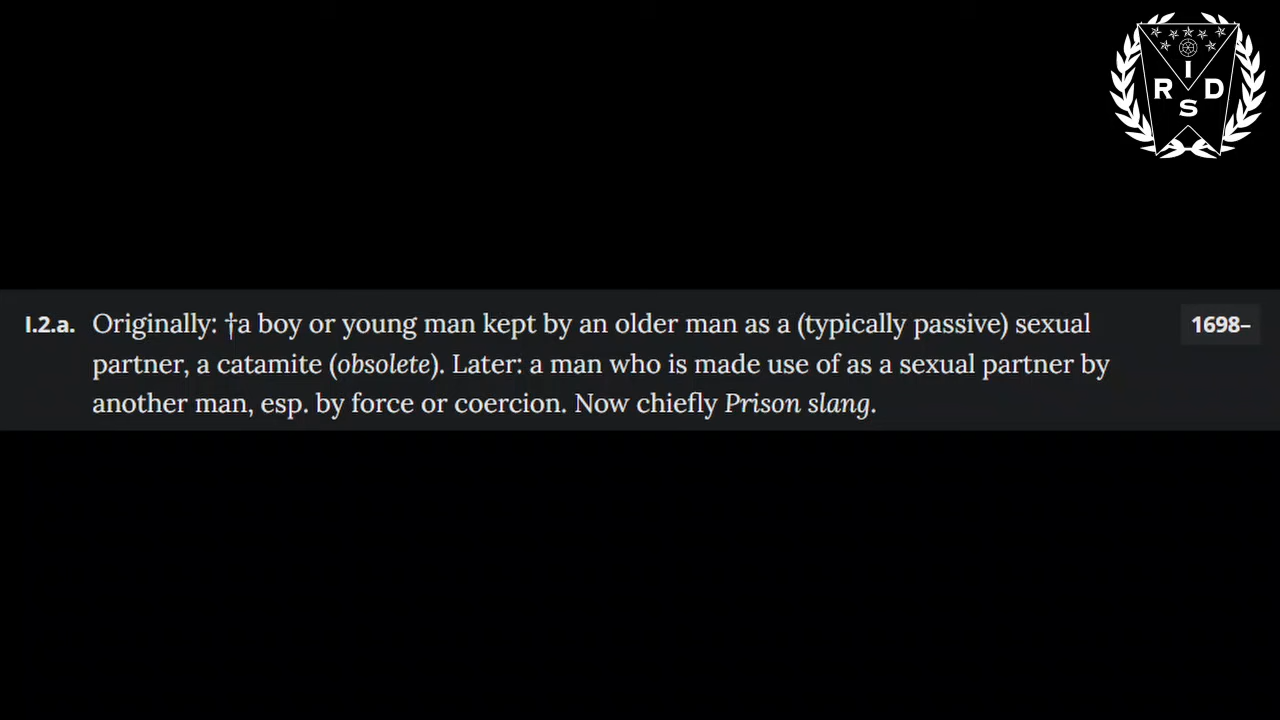 I
R D
S
I.2.a. Originally: †a boy or young man kept by an older man as a (typically passive) sexual 1698–
partner, a catamite (obsolete). Later: a man who is made use of as a sexual partner by
another man, esp. by force or coercion. Now chiefly Prison slang.